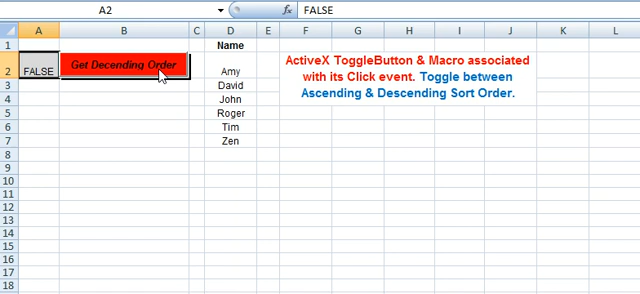 A2 fx FALSE
A B C D E F G H I J K L
1 Name
2 FALSE Get Decending Order Amy
3 David
4 John
5 Roger
6 Tim
7 Zen
8
9
10
11
12
13
14
15
16
17
18
ActiveX ToggleButton & Macro associated
with its Click event. Toggle between
Ascending & Descending Sort Order.